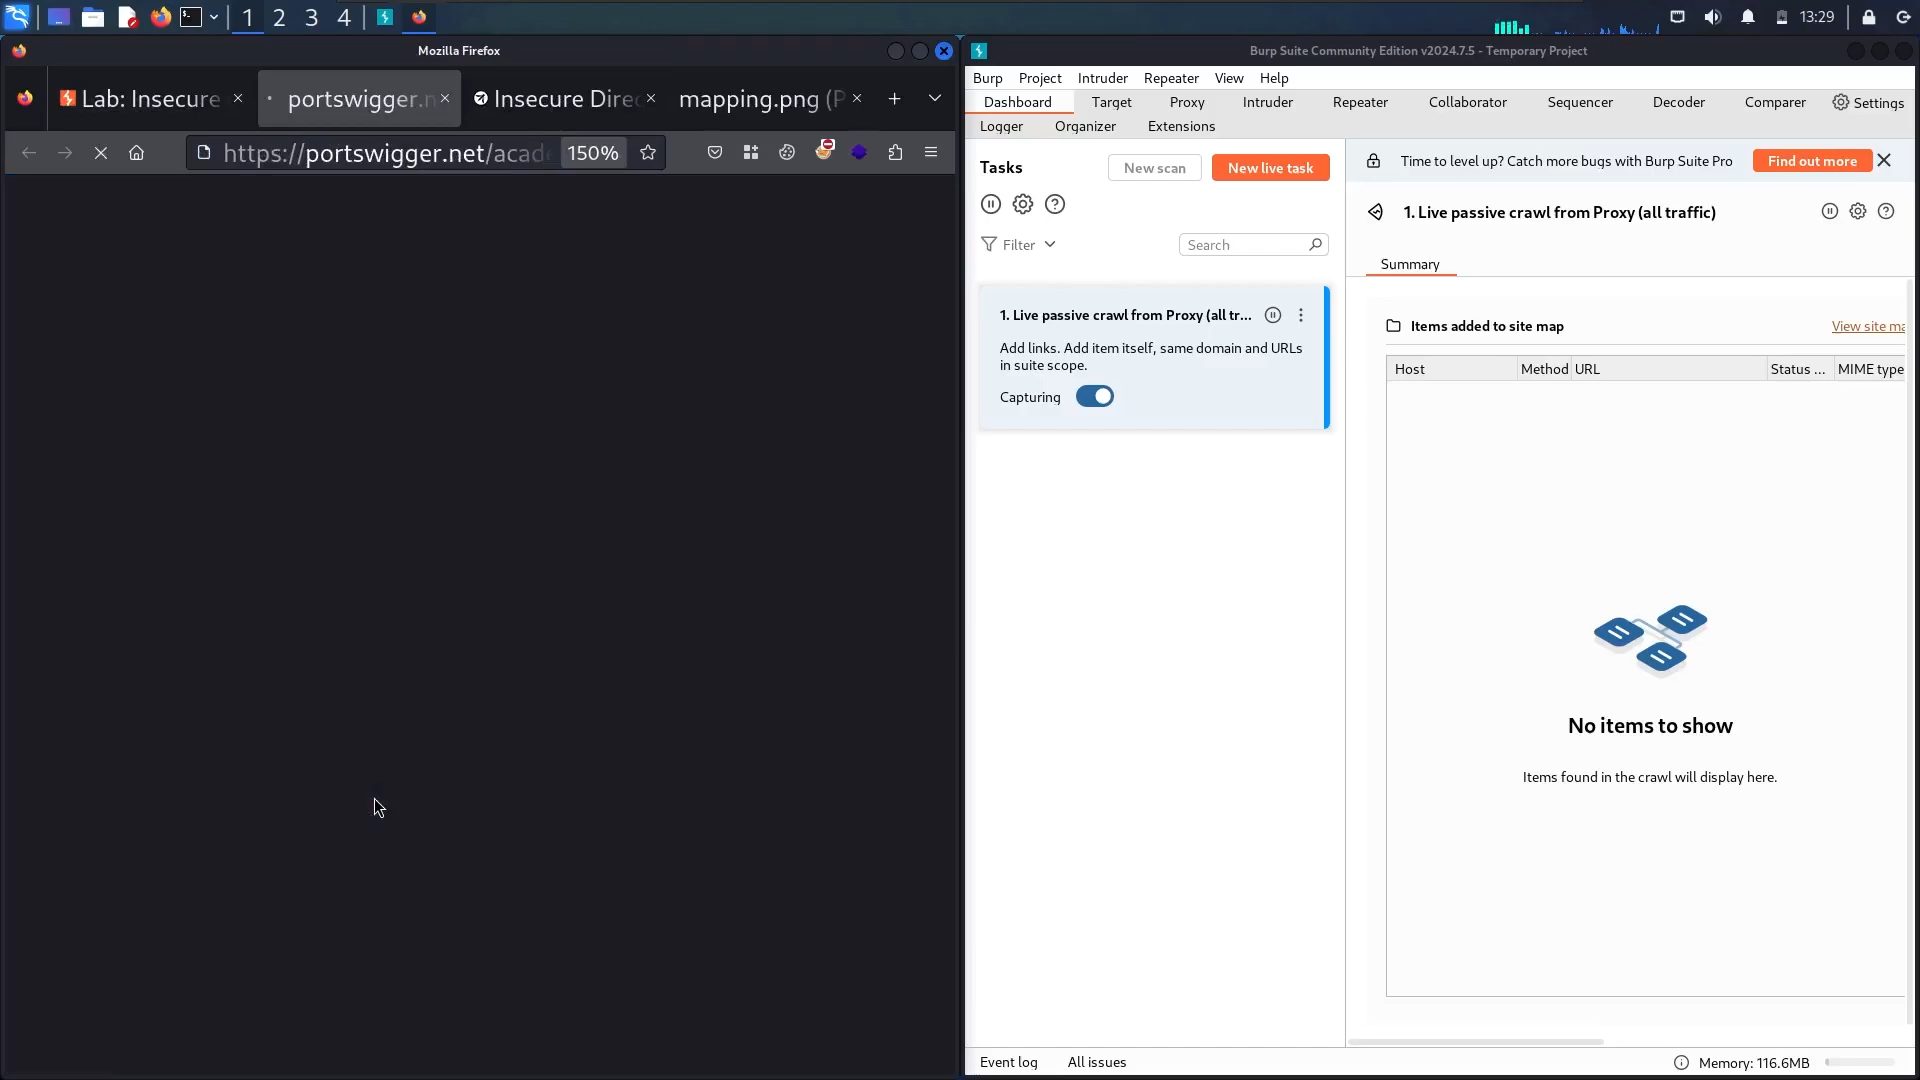 1 2 3 4
13:29
Mozilla Firefox
Lab: Insecure
portswigger.n
Insecure Direc
mapping.png (P
https://portswigger.net/acade
150%
Burp Suite Community Edition v2024.7.5 - Temporary Project
Burp Project Intruder Repeater View Help
Dashboard Target Proxy Intruder Repeater Collaborator Sequencer Decoder Comparer Settings
Logger Organizer Extensions
Tasks
New scan
New live task
Filter
Search
1. Live passive crawl from Proxy (all tr...
Add links. Add item itself, same domain and URLs
in suite scope.
Capturing
Time to level up? Catch more bugs with Burp Suite Pro
Find out more
1. Live passive crawl from Proxy (all traffic)
Summary
Items added to site map
View site ma
Host Method URL Status ... MIME type
No items to show
Items found in the crawl will display here.
Event log All issues
Memory: 116.6MB